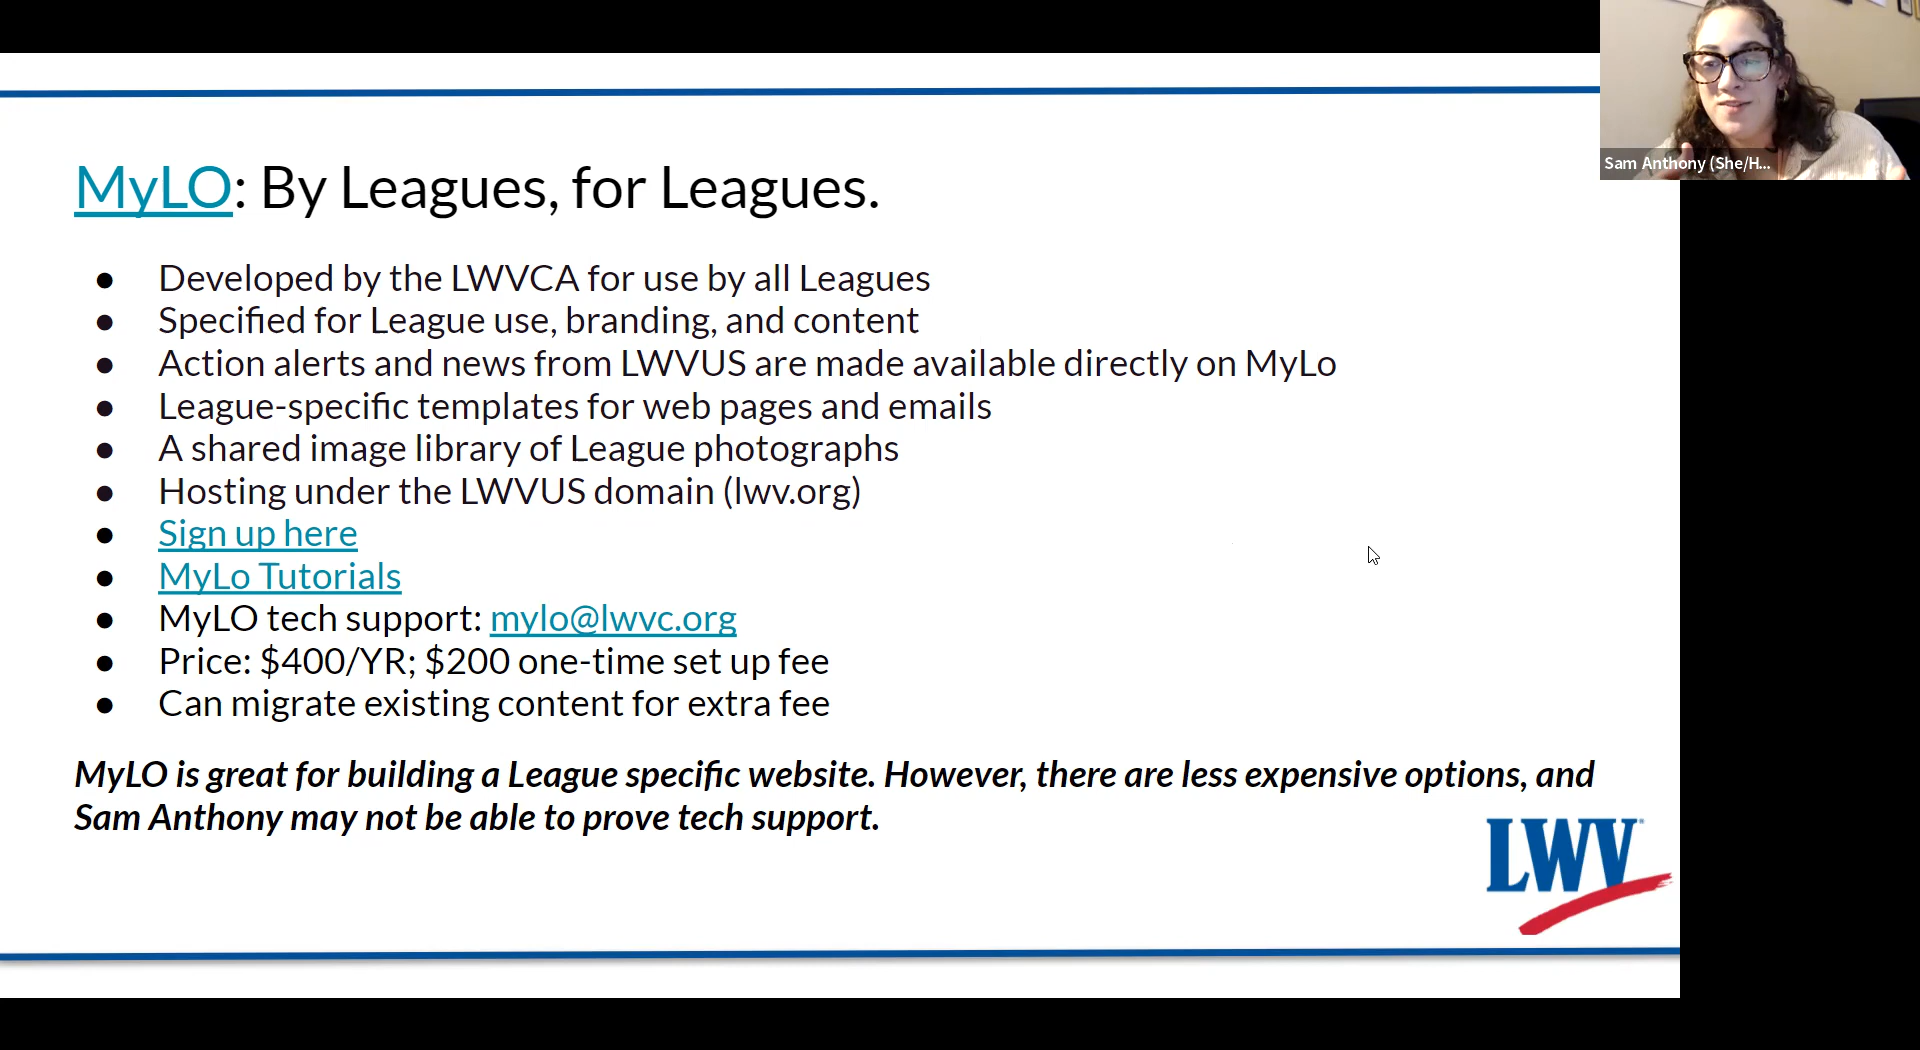 MyLO: By Leagues, for Leagues.
● Developed by the LWVCA for use by all Leagues
● Specified for League use, branding, and content
● Action alerts and news from LWVUS are made available directly on MyLo
● League-specific templates for web pages and emails
● A shared image library of League photographs
● Hosting under the LWVUS domain (lwv.org)
● Sign up here
● MyLo Tutorials
● MyLO tech support: mylo@lwvc.org
● Price: $400/YR; $200 one-time set up fee
● Can migrate existing content for extra fee
MyLO is great for building a League specific website. However, there are less expensive options, and
Sam Anthony may not be able to prove tech support.
LWV®
Sam Anthony (She/H...